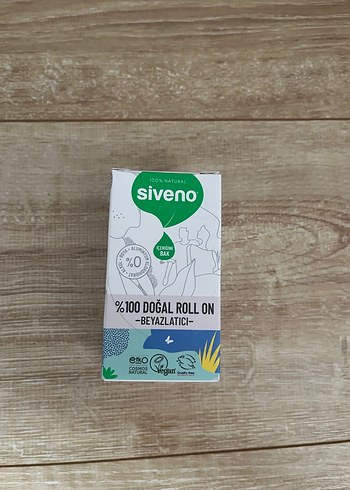 100% NATURAL
siveno
İÇERİĞİNE
BAK
%0
%100 DOĞAL ROLL ON
-BEYAZLATICI-
COSMOS
NATURAL
vegan